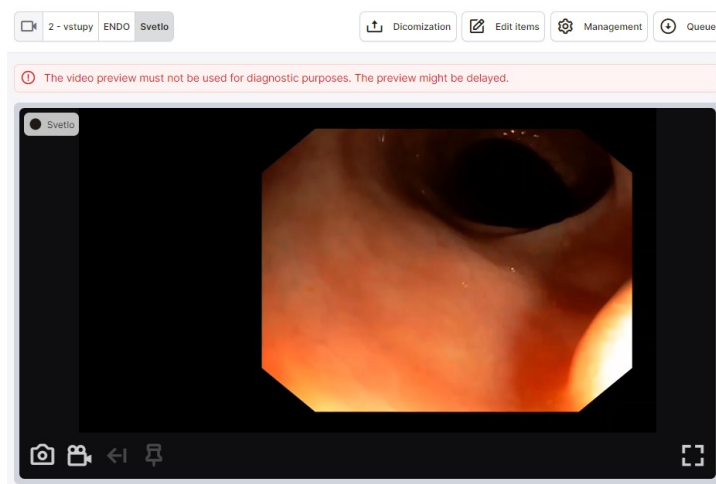 2 - vstupy ENDO Svetlo Dicomization Edit items Management Queue
The video preview must not be used for diagnostic purposes. The preview might be delayed.
Svetlo